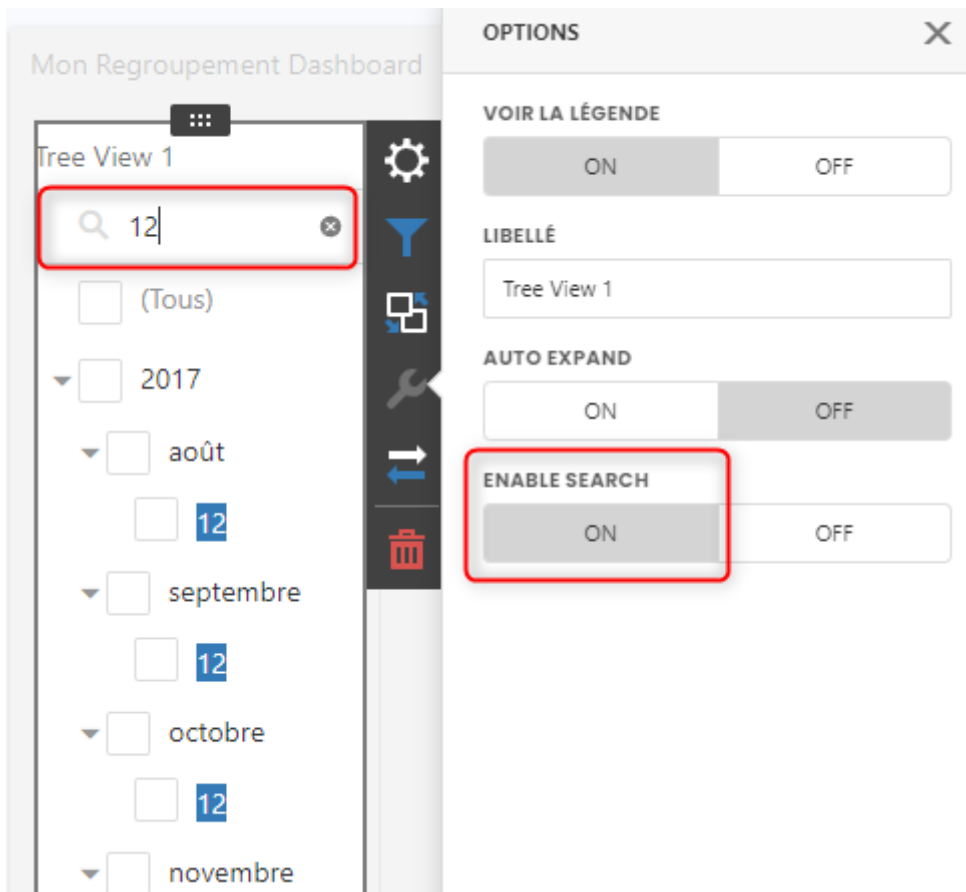 Mon Regroupement Dashboard
Tree View 1
12
(Tous)
2017
août
12
septembre
12
octobre
12
novembre
OPTIONS
VOIR LA LÉGENDE
ON OFF
LIBELLÉ
Tree View 1
AUTO EXPAND
ON OFF
ENABLE SEARCH
ON OFF